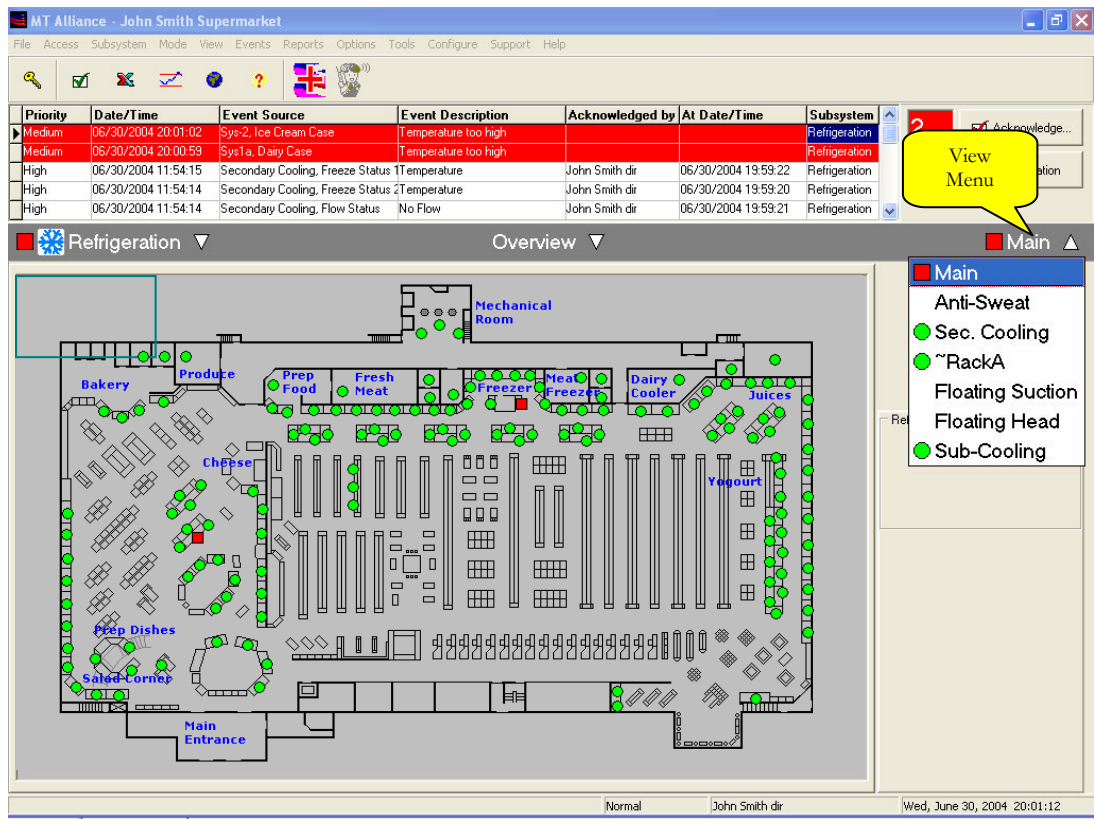 MT Alliance - John Smith Supermarket
File Access Subsystem Mode View Events Reports Options Tools Configure Support Help
Priority Date/Time Event Source Event Description Acknowledged by At Date/Time Subsystem
Medium 06/30/2004 20:01:02 Sys-2, Ice Cream Case Temperature too high Refrigeration
Medium 06/30/2004 20:00:59 Sys1a, Dairy Case Temperature too high Refrigeration
High 06/30/2004 11:54:15 Secondary Cooling, Freeze Status 1 Temperature John Smith dir 06/30/2004 19:59:22 Refrigeration
High 06/30/2004 11:54:14 Secondary Cooling, Freeze Status 2 Temperature John Smith dir 06/30/2004 19:59:20 Refrigeration
High 06/30/2004 11:54:14 Secondary Cooling, Flow Status No Flow John Smith dir 06/30/2004 19:59:21 Refrigeration
2 Acknowledge...
View
Menu
ation
Refrigeration Overview Main
Main
Anti-Sweat
Sec. Cooling
~RackA
Floating Suction
Floating Head
Sub-Cooling
Ref
Mechanical
Room
Bakery
Produce
Prep
Food
Fresh
Meat
Freezer
Meat
Freezer
Dairy
Cooler
Juices
Cheese
Yogourt
Prep Dishes
Salad Corner
Main
Entrance
Normal John Smith dir Wed, June 30, 2004 20:01:12